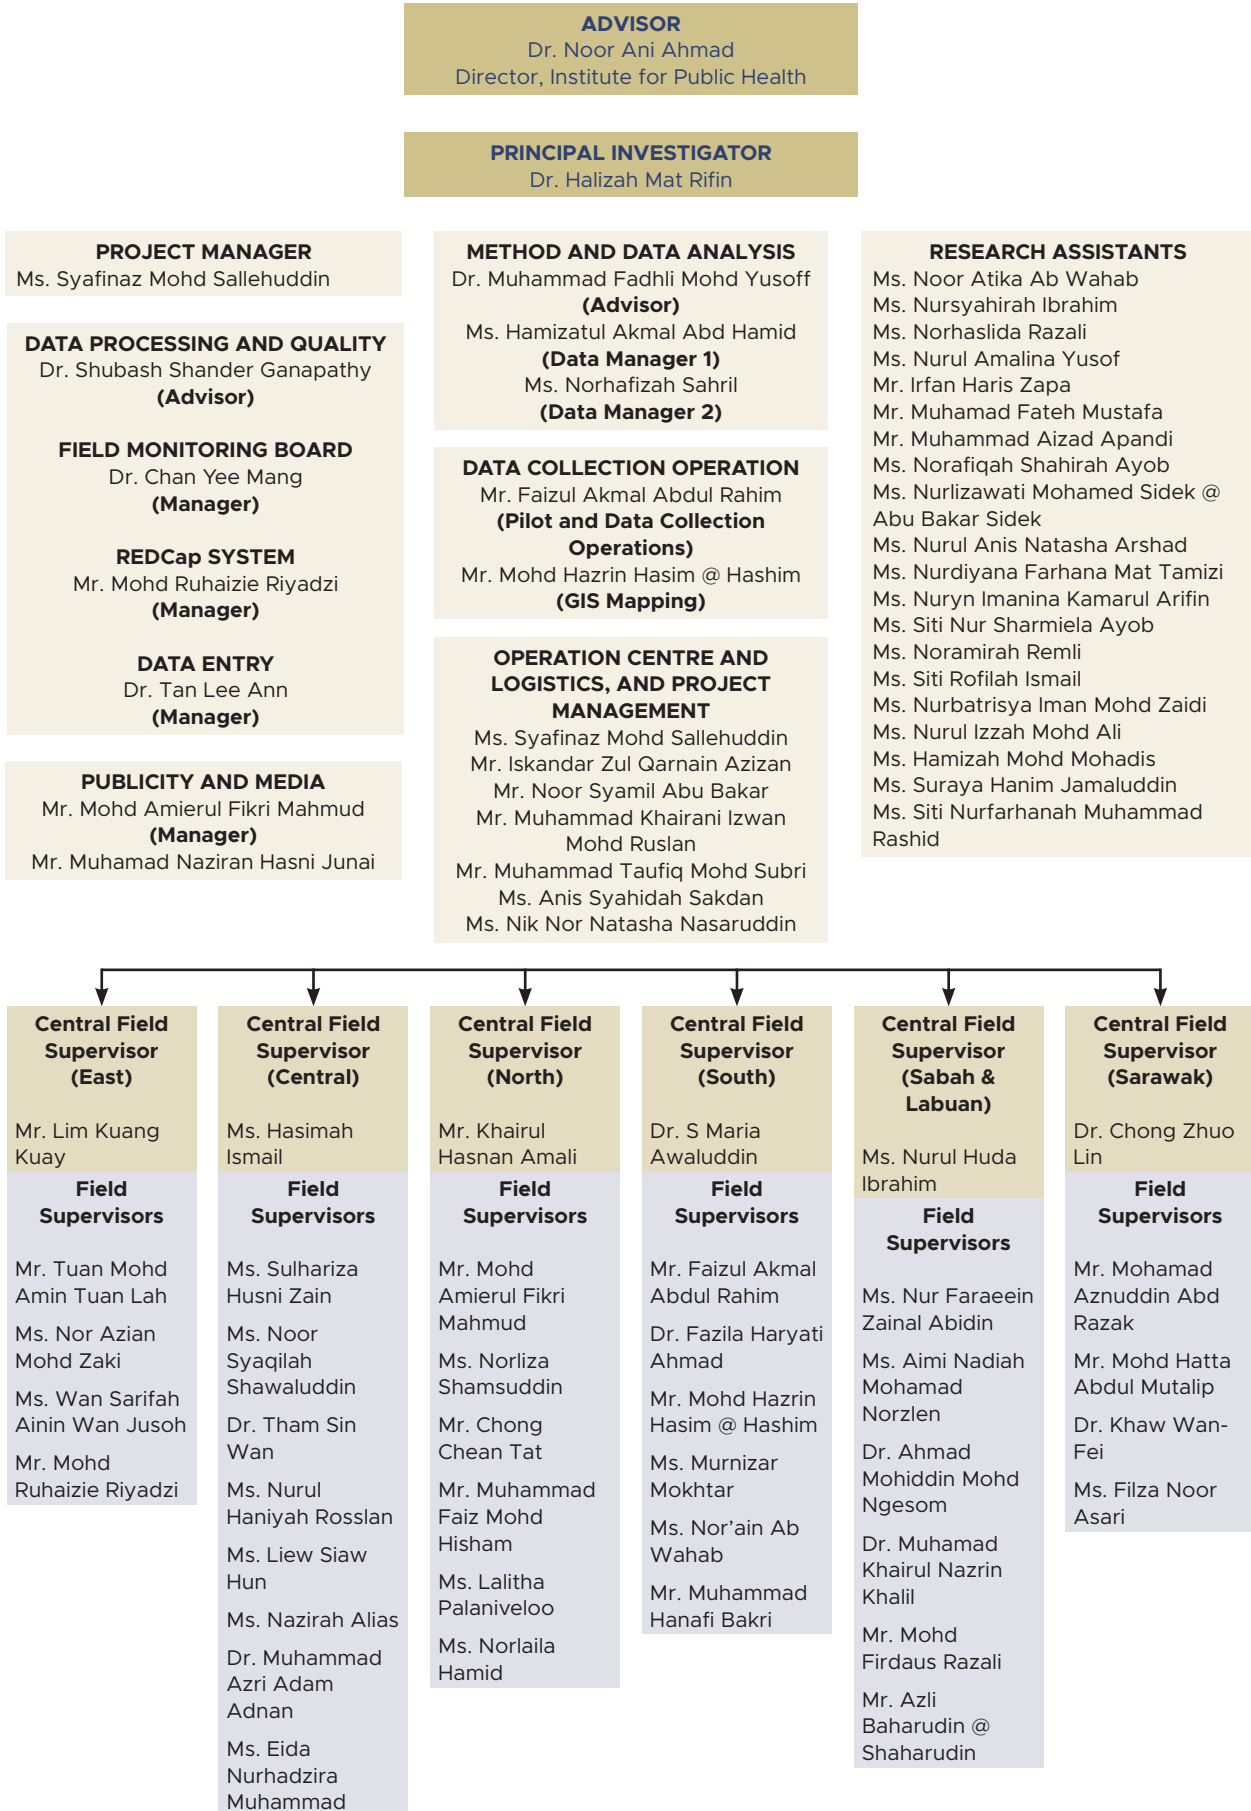 ADVISOR
Dr. Noor Ani Ahmad
Director, Institute for Public Health
PRINCIPAL INVESTIGATOR
Dr. Halizah Mat Rifin
PROJECT MANAGER
Ms. Syafinaz Mohd Sallehuddin
DATA PROCESSING AND QUALITY
Dr. Shubash Shander Ganapathy
(Advisor)
FIELD MONITORING BOARD
Dr. Chan Yee Mang
(Manager)
REDCap SYSTEM
Mr. Mohd Ruhaizie Riyadzi
(Manager)
DATA ENTRY
Dr. Tan Lee Ann
(Manager)
PUBLICITY AND MEDIA
Mr. Mohd Amierul Fikri Mahmud
(Manager)
Mr. Muhamad Naziran Hasni Junai
METHOD AND DATA ANALYSIS
Dr. Muhammad Fadhli Mohd Yusoff
(Advisor)
Ms. Hamizatul Akmal Abd Hamid
(Data Manager 1)
Ms. Norhafizah Sahril
(Data Manager 2)
DATA COLLECTION OPERATION
Mr. Faizul Akmal Abdul Rahim
(Pilot and Data Collection
Operations)
Mr. Mohd Hazrin Hasim @ Hashim
(GIS Mapping)
OPERATION CENTRE AND
LOGISTICS, AND PROJECT
MANAGEMENT
Ms. Syafinaz Mohd Sallehuddin
Mr. Iskandar Zul Qarnain Azizan
Mr. Noor Syamil Abu Bakar
Mr. Muhammad Khairani Izwan
Mohd Ruslan
Mr. Muhammad Taufiq Mohd Subri
Ms. Anis Syahidah Sakdan
Ms. Nik Nor Natasha Nasaruddin
RESEARCH ASSISTANTS
Ms. Noor Atika Ab Wahab
Ms. Nursyahirah Ibrahim
Ms. Norhaslida Razali
Ms. Nurul Amalina Yusof
Mr. Irfan Haris Zapa
Mr. Muhamad Fateh Mustafa
Mr. Muhammad Aizad Apandi
Ms. Norafiqah Shahirah Ayob
Ms. Nurlizawati Mohamed Sidek @
Abu Bakar Sidek
Ms. Nurul Anis Natasha Arshad
Ms. Nurdiyana Farhana Mat Tamizi
Ms. Nuryn Imanina Kamarul Arifin
Ms. Siti Nur Sharmiela Ayob
Ms. Noramirah Remli
Ms. Siti Rofilah Ismail
Ms. Nurbatrisya Iman Mohd Zaidi
Ms. Nurul Izzah Mohd Ali
Ms. Hamizah Mohd Mohadis
Ms. Suraya Hanim Jamaluddin
Ms. Siti Nurfarhanah Muhammad
Rashid
Central Field
Supervisor
(East)
Mr. Lim Kuang
Kuay
Field
Supervisors
Mr. Tuan Mohd
Amin Tuan Lah
Ms. Nor Azian
Mohd Zaki
Ms. Wan Sarifah
Ainin Wan Jusoh
Mr. Mohd
Ruhaizie Riyadzi
Central Field
Supervisor
(Central)
Ms. Hasimah
Ismail
Field
Supervisors
Ms. Sulhariza
Husni Zain
Ms. Noor
Syaqilah
Shawaluddin
Dr. Tham Sin
Wan
Ms. Nurul
Haniyah Rosslan
Ms. Liew Siaw
Hun
Ms. Nazirah Alias
Dr. Muhammad
Azri Adam
Adnan
Ms. Eida
Nurhadzira
Muhammad
Central Field
Supervisor
(North)
Mr. Khairul
Hasnan Amali
Field
Supervisors
Mr. Mohd
Amierul Fikri
Mahmud
Ms. Norliza
Shamsuddin
Mr. Chong
Chean Tat
Mr. Muhammad
Faiz Mohd
Hisham
Ms. Lalitha
Palaniveloo
Ms. Norlaila
Hamid
Central Field
Supervisor
(South)
Dr. S Maria
Awaluddin
Field
Supervisors
Mr. Faizul Akmal
Abdul Rahim
Dr. Fazila Haryati
Ahmad
Mr. Mohd Hazrin
Hasim @ Hashim
Ms. Murnizar
Mokhtar
Ms. Nor’ain Ab
Wahab
Mr. Muhammad
Hanafi Bakri
Central Field
Supervisor
(Sabah &
Labuan)
Ms. Nurul Huda
Ibrahim
Field
Supervisors
Ms. Nur Faraeein
Zainal Abidin
Ms. Aimi Nadiah
Mohamad
Norzlen
Dr. Ahmad
Mohiddin Mohd
Ngesom
Dr. Muhamad
Khairul Nazrin
Khalil
Mr. Mohd
Firdaus Razali
Mr. Azli
Baharudin @
Shaharudin
Central Field
Supervisor
(Sarawak)
Dr. Chong Zhuo
Lin
Field
Supervisors
Mr. Mohamad
Aznuddin Abd
Razak
Mr. Mohd Hatta
Abdul Mutalip
Dr. Khaw Wan-
Fei
Ms. Filza Noor
Asari